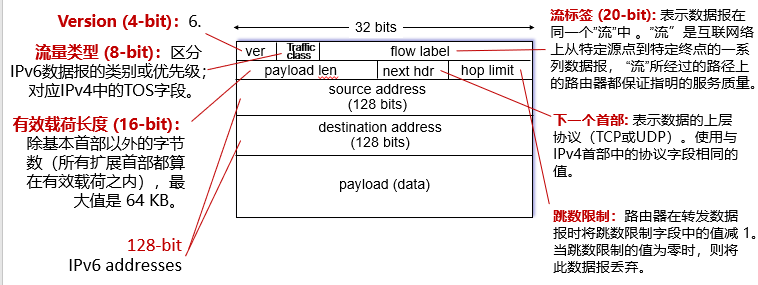 Version (4-bit)：6.
流量类型 (8-bit)：区分
IPv6数据报的类别或优先级；
对应IPv4中的TOS字段。
有效载荷长度 (16-bit)：
除基本首部以外的字节
数（所有扩展首部都算
在有效载荷之内），最
大值是 64 KB。
128-bit
IPv6 addresses
32 bits
ver
Traffic
class
flow label
payload len
next hdr
hop limit
source address
(128 bits)
destination address
(128 bits)
payload (data)
流标签 (20-bit): 表示数据报在
同一个"流"中 。"流" 是互联网络
上从特定源点到特定终点的一系
列数据报， "流"所经过的路径上
的路由器都保证指明的服务质量。
下一个首部: 表示数据的上层
协议（TCP或UDP）。使用与
IPv4首部中的协议字段相同的
值。
跳数限制：路由器在转发数据
报时将跳数限制字段中的值减 1。
当跳数限制的值为零时，则将
此数据报丢弃。